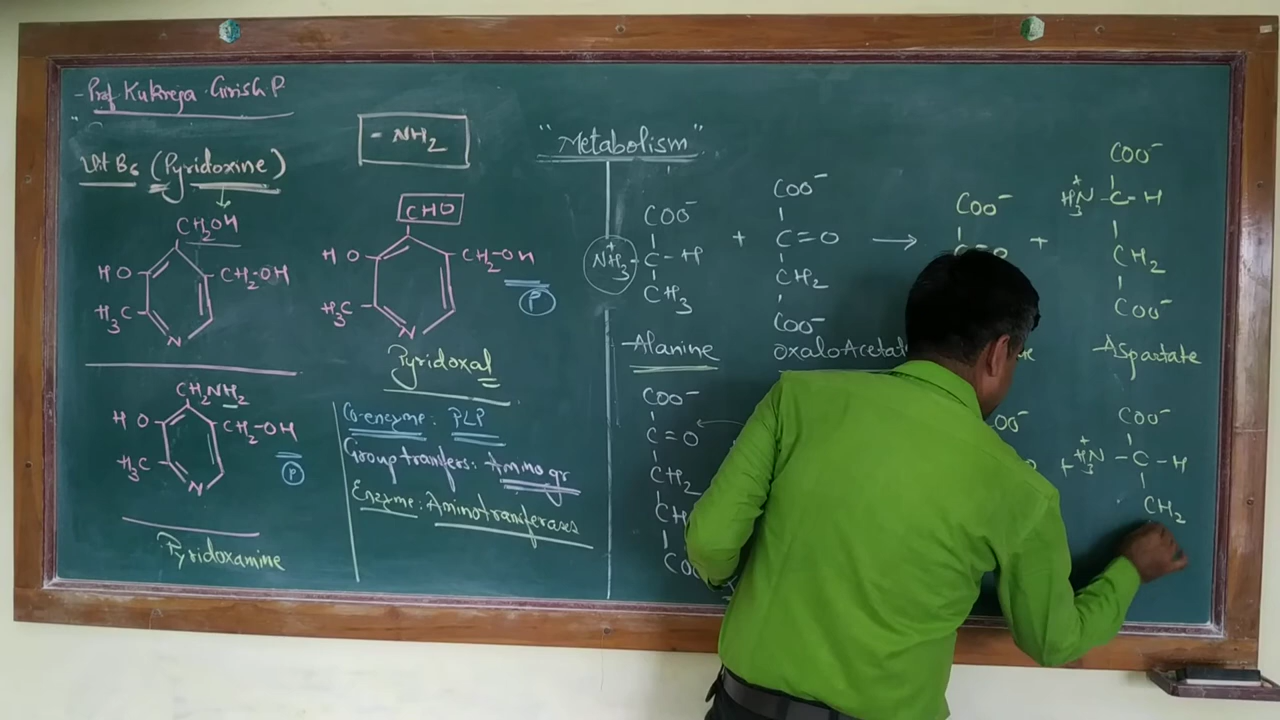 - Prof. Kukreja Girish P
Vit B6 (Pyridoxine)
CH2OH
HO
CH2-OH
H3C
N
CH2NH2
HO
CH2-OH
P
H3C
N
Pyridoxamine
- NH2
CHO
HO
CH2-OH
P
H3C
N
Pyridoxal
Co-enzyme: PLP
Group transfers: Amino gr
Enzyme: Aminotransferases
"Metabolism"
COO-
+
NH3-C-H
CH3
Alanine
+
COO-
C=O
CH2
COO-
OxaloAcetate
→
COO-
+
COO-
+
H3N-C-H
CH2
COO-
Aspartate
COO-
C=O
CH2
COO-
+
H3N-C-H
CH2